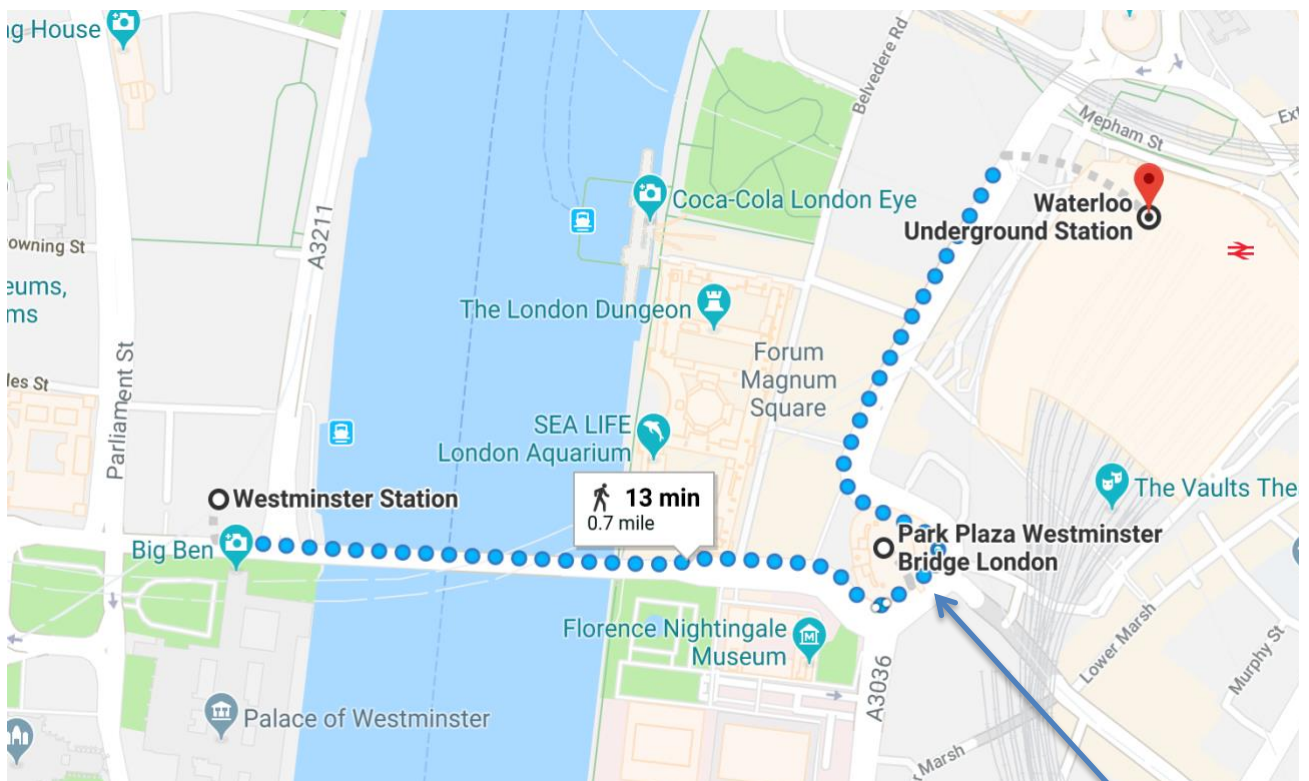 ng House
Belvedere Rd
Mepham St
Ext
Coca-Cola London Eye
Waterloo
Underground Station
owning St
A3211
eums,
ms
The London Dungeon
Parliament St
Forum
Magnum
Square
les St
SEA LIFE
London Aquarium
Westminster Station
13 min
0.7 mile
The Vaults Thea
Big Ben
Park Plaza Westminster
Bridge London
Florence Nightingale
Museum
Lower Marsh
Murphy St
A3036
Palace of Westminster
r Marsh